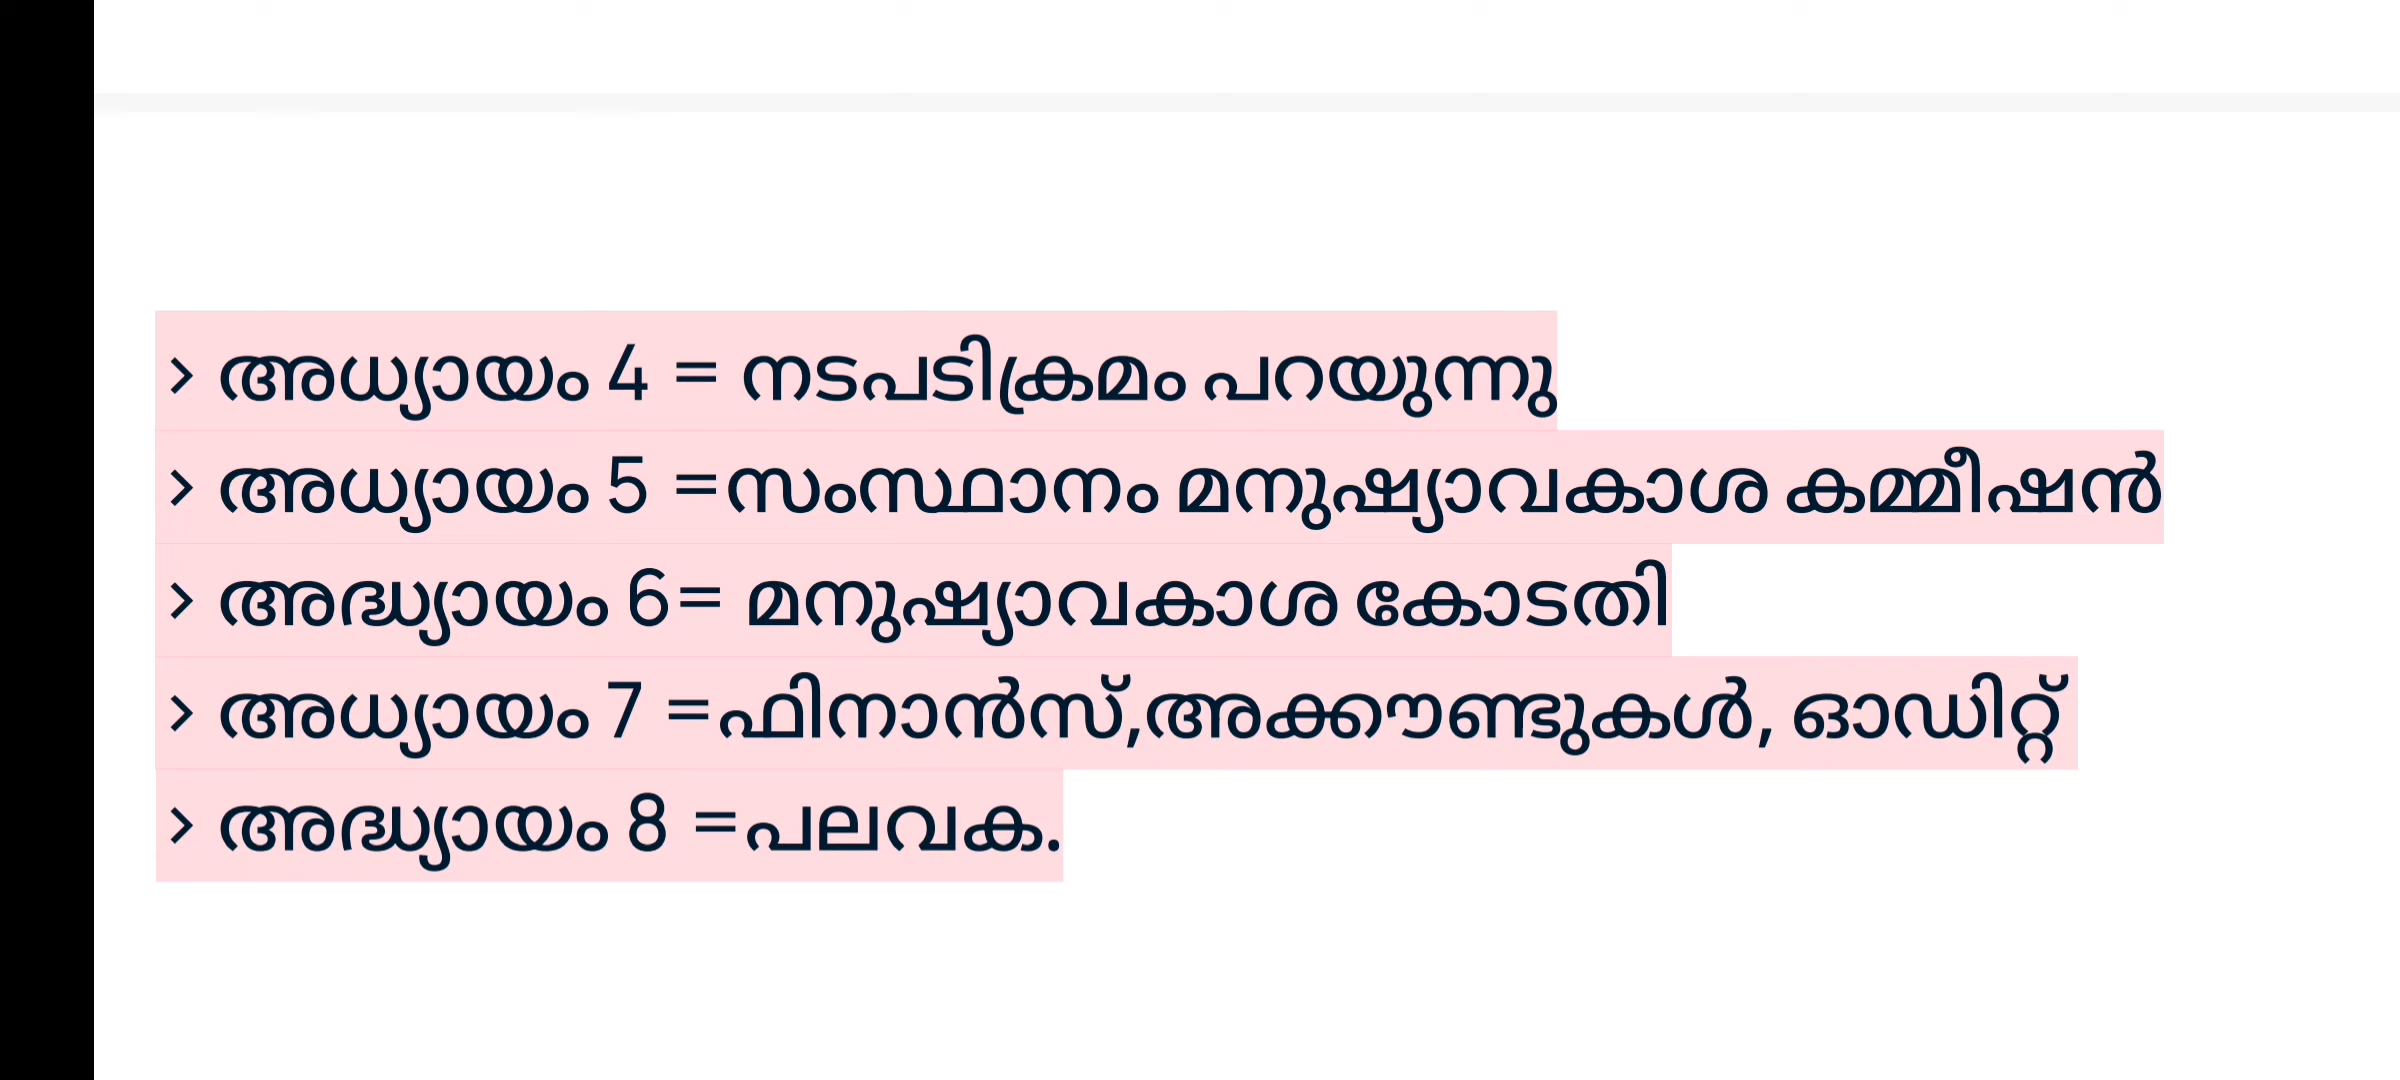 > അധ്യായം 4 = നടപടിക്രമം പറയുന്നു
> അധ്യായം 5 =സംസ്ഥാനം മനുഷ്യാവകാശ കമ്മീഷൻ
> അദ്ധ്യായം 6= മനുഷ്യാവകാശ കോടതി
> അധ്യായം 7 =ഫിനാൻസ്,അക്കൗണ്ടുകൾ, ഓഡിറ്റ്
> അദ്ധ്യായം 8 =പലവക.